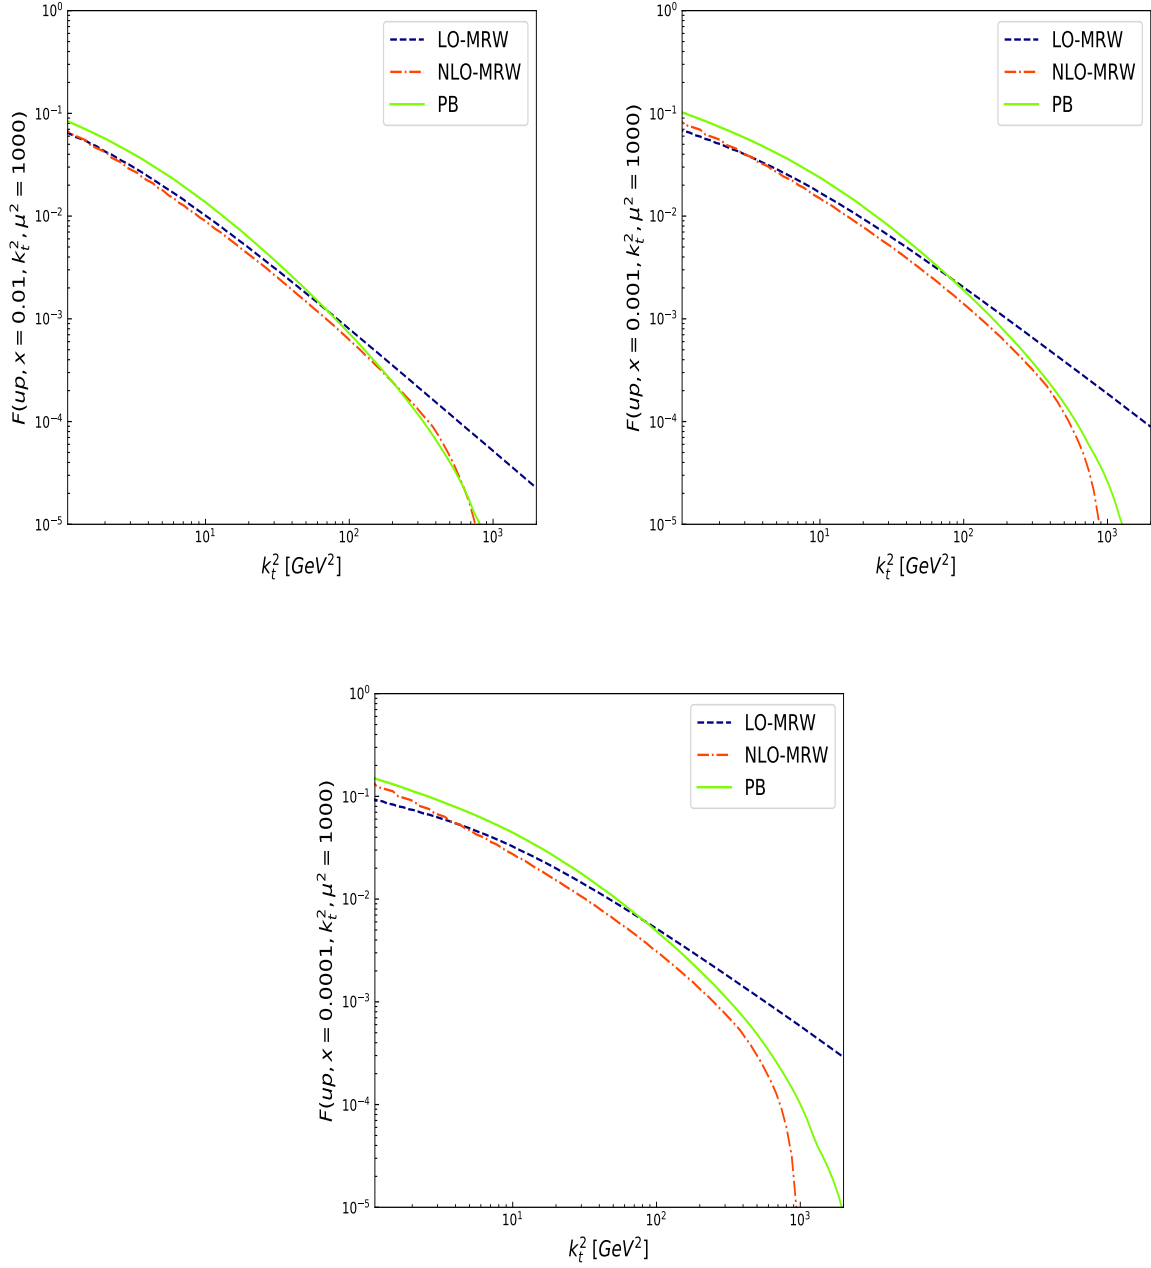 LO-MRW
NLO-MRW
PB
F(up, x = 0.01, k_t^2, μ^2 = 1000)
10^0
10^-1
10^-2
10^-3
10^-4
10^-5
10^1
10^2
10^3
k_t^2 [GeV^2]
LO-MRW
NLO-MRW
PB
F(up, x = 0.001, k_t^2, μ^2 = 1000)
10^0
10^-1
10^-2
10^-3
10^-4
10^-5
10^1
10^2
10^3
k_t^2 [GeV^2]
LO-MRW
NLO-MRW
PB
F(up, x = 0.0001, k_t^2, μ^2 = 1000)
10^0
10^-1
10^-2
10^-3
10^-4
10^-5
10^1
10^2
10^3
k_t^2 [GeV^2]